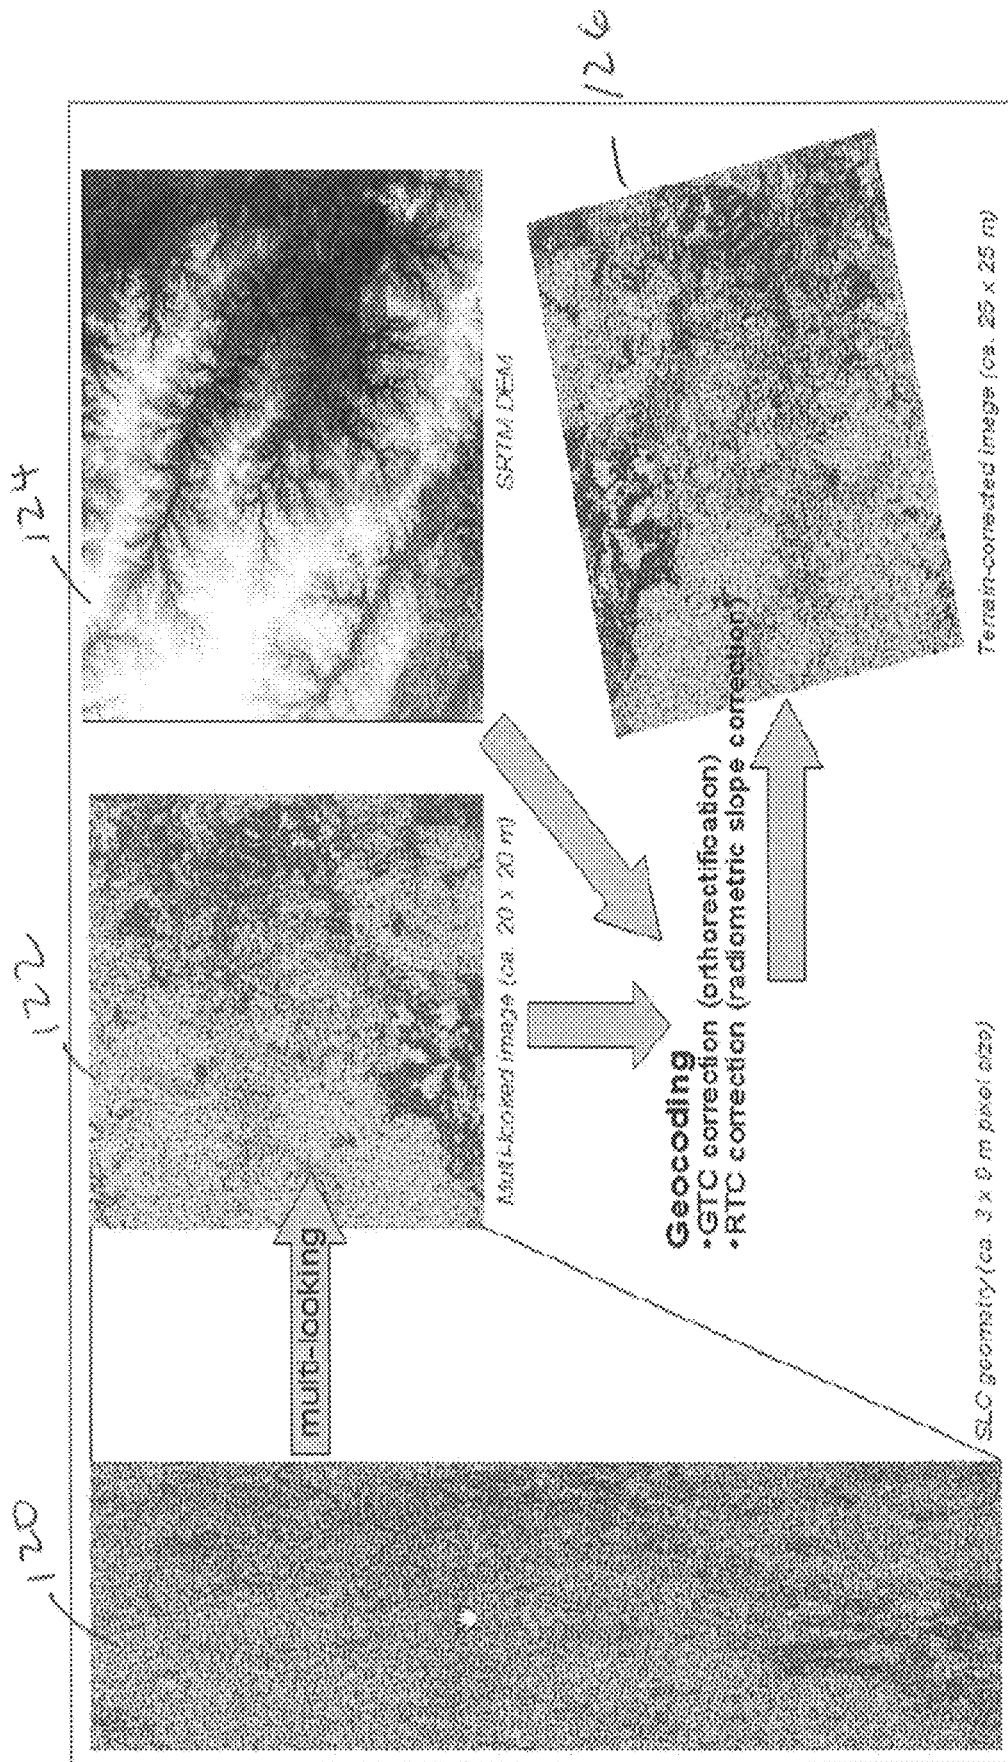 120
122
124
126
multi-looking
Multi-looked image (ca. 20 x 20 m)
SRTM DEM
Geocoding
•GTC correction (orthorectification)
•RTC correction (radiometric slope correction)
SLC geometry (ca. 3 x 9 m pixel size)
Terrain-corrected image (ca. 25 x 25 m)